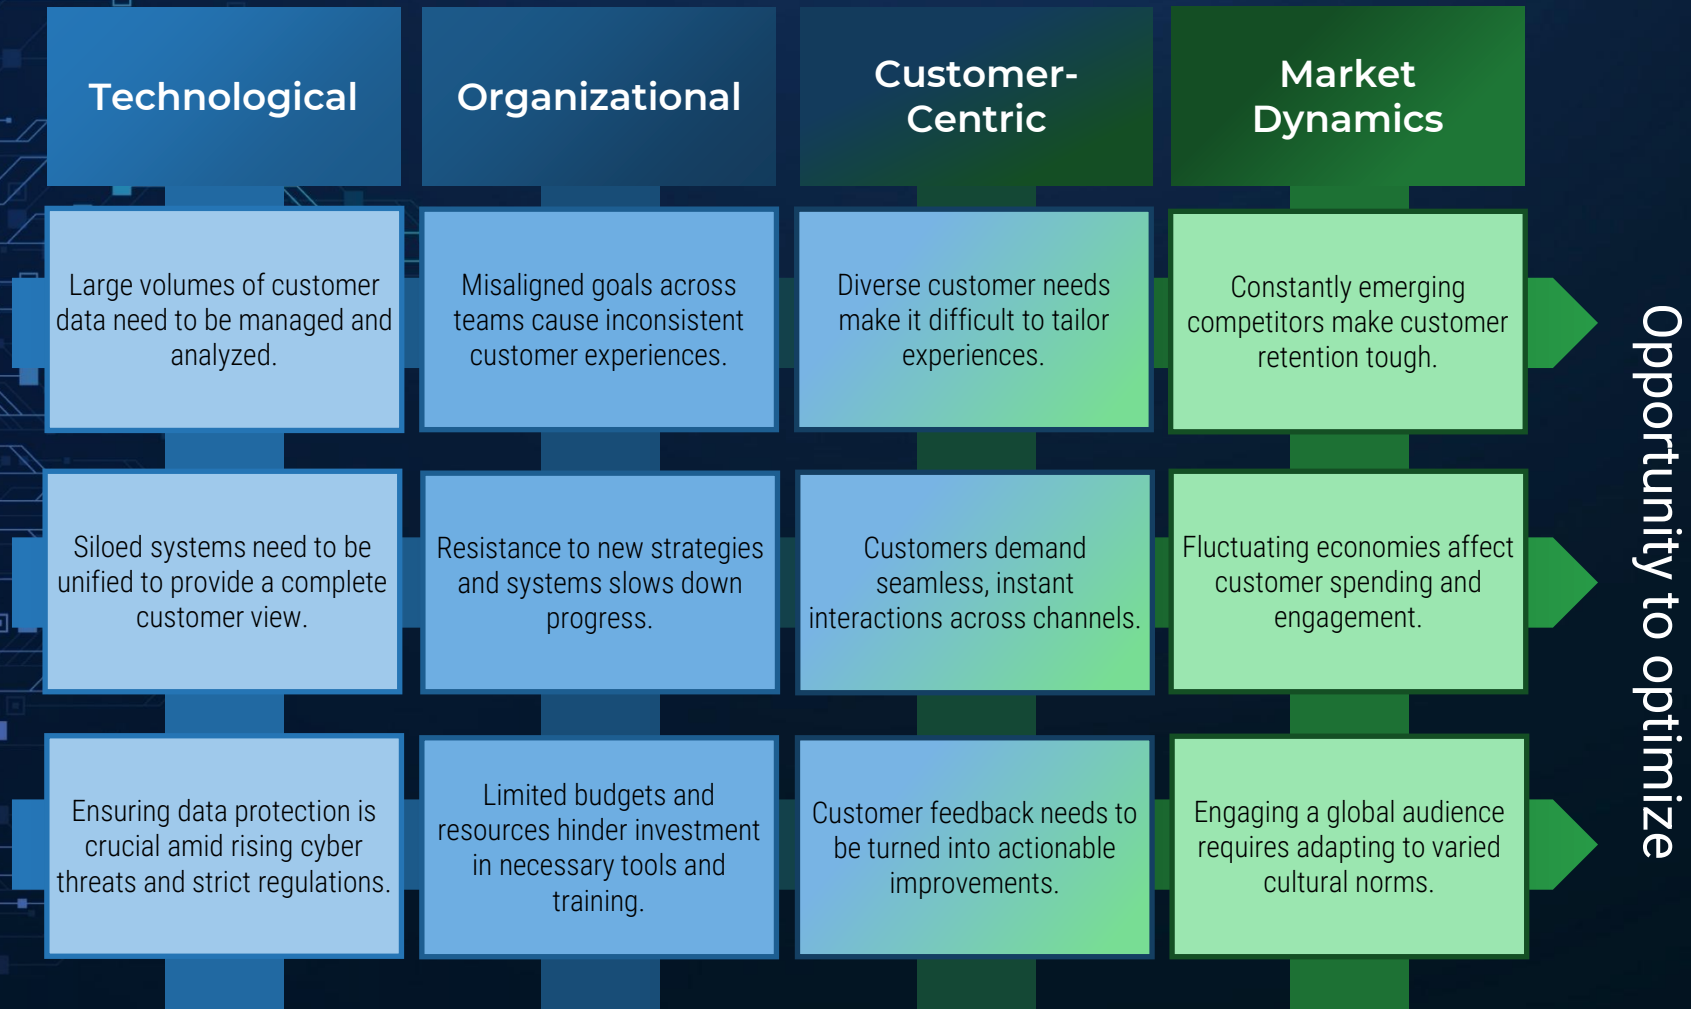 Technological
Organizational
Customer-
Centric
Market
Dynamics
Large volumes of customer
data need to be managed and
analyzed.
Misaligned goals across
teams cause inconsistent
customer experiences.
Diverse customer needs
make it difficult to tailor
experiences.
Constantly emerging
competitors make customer
retention tough.
Siloed systems need to be
unified to provide a complete
customer view.
Resistance to new strategies
and systems slows down
progress.
Customers demand
seamless, instant
interactions across channels.
Fluctuating economies affect
customer spending and
engagement.
Ensuring data protection is
crucial amid rising cyber
threats and strict regulations.
Limited budgets and
resources hinder investment
in necessary tools and
training.
Customer feedback needs to
be turned into actionable
improvements.
Engaging a global audience
requires adapting to varied
cultural norms.
Opportunity to optimize